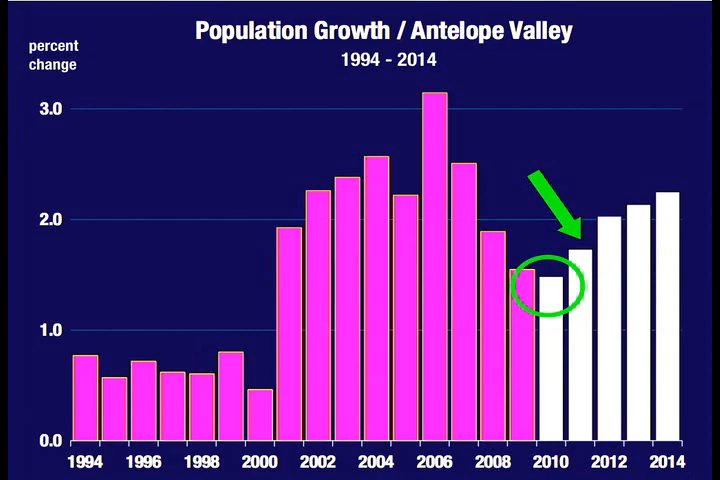 Population Growth / Antelope Valley
1994 - 2014
percent
change
3.0
2.0
1.0
0.0
1994 1996 1998 2000 2002 2004 2006 2008 2010 2012 2014